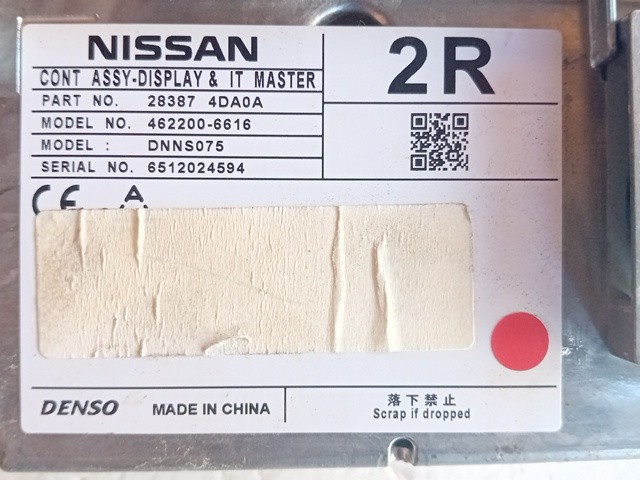 NISSAN
2R
CONT ASSY-DISPLAY & IT MASTER
PART NO. 28387 4DA0A
MODEL NO. 462200-6616
MODEL : DNNS075
SERIAL NO. 6512024594
CE
DENSO
MADE IN CHINA
落下禁止
Scrap if dropped